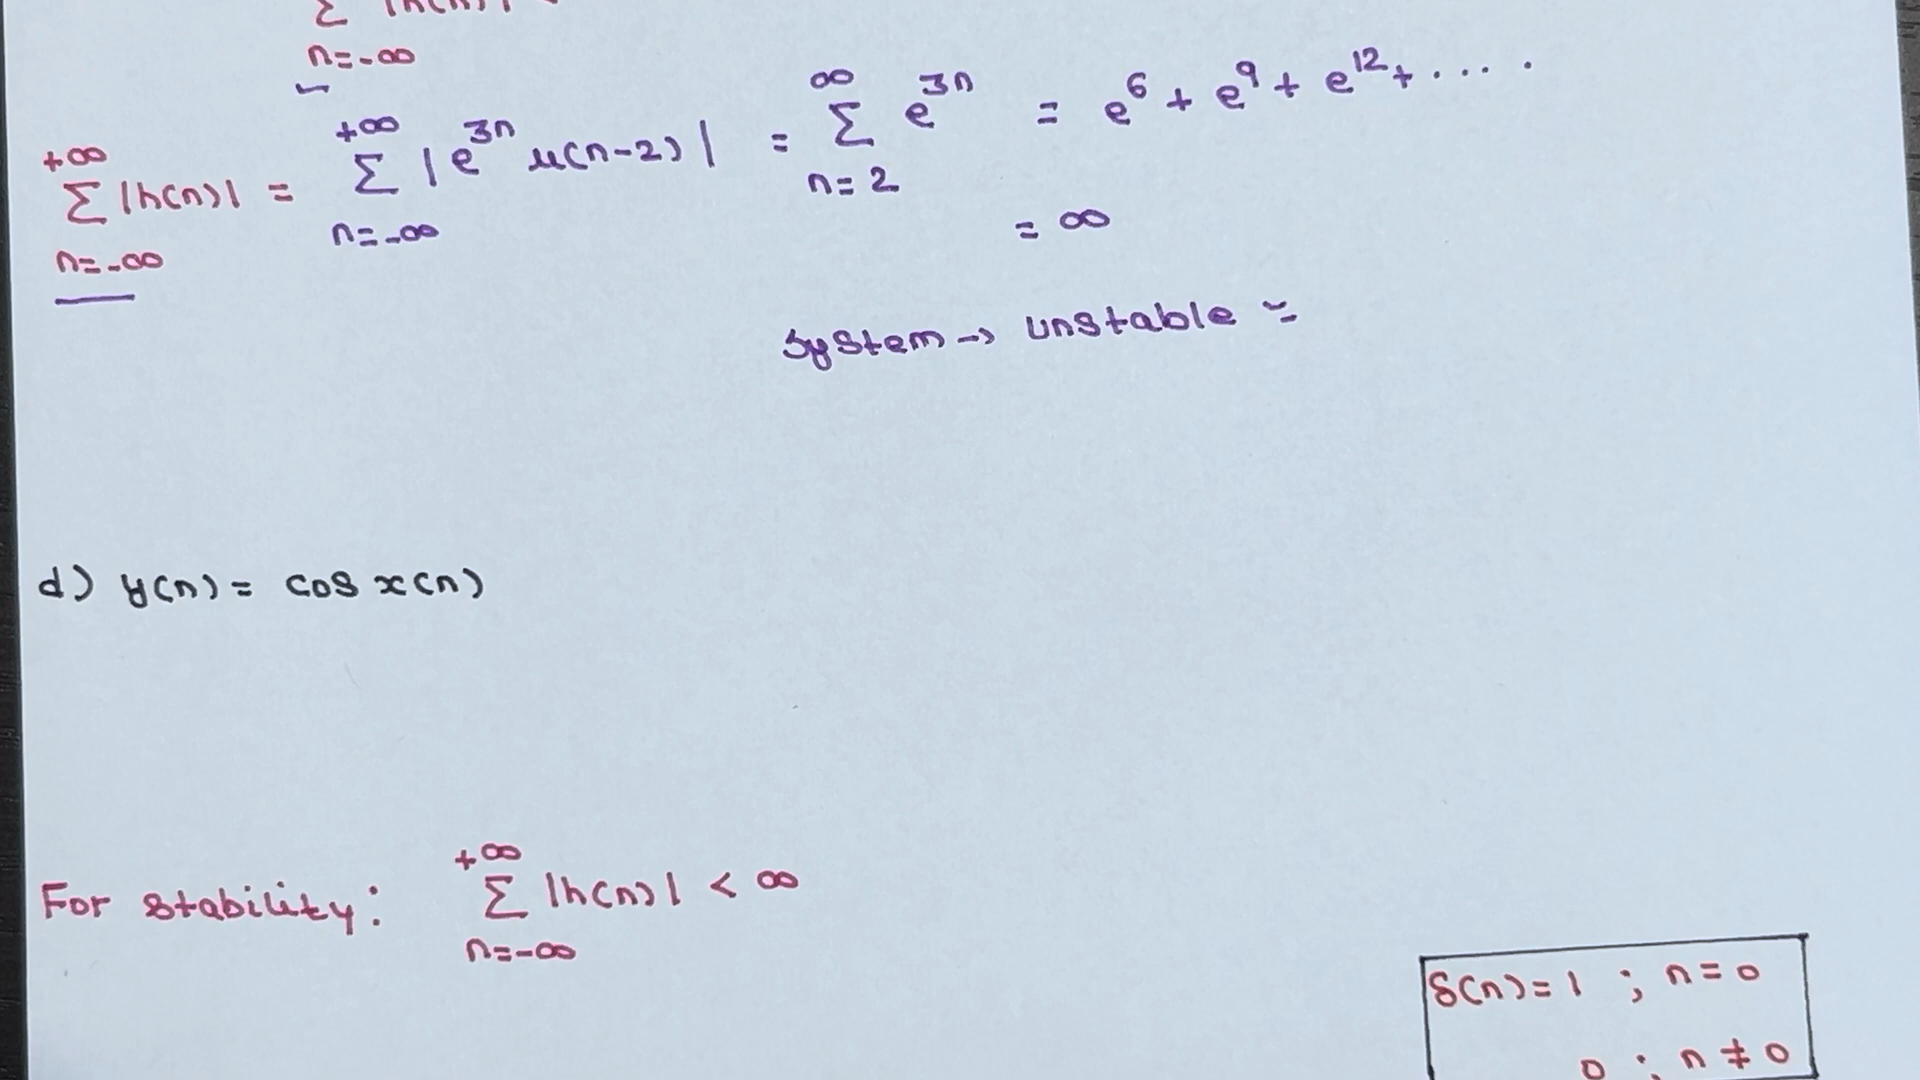 Σ |h(n)|
n=-∞
+∞ Σ n=-∞ |h(n)| = +∞ Σ n=-∞ |e^3n u(n-2)| = ∞ Σ n=2 e^3n = e^6 + e^9 + e^12 + .... .
= ∞
System → unstable
d) y(n) = cos x(n)
For stability: +∞ Σ n=-∞ |h(n)| < ∞
δ(n) = 1 ; n = 0
0 ; n ≠ 0